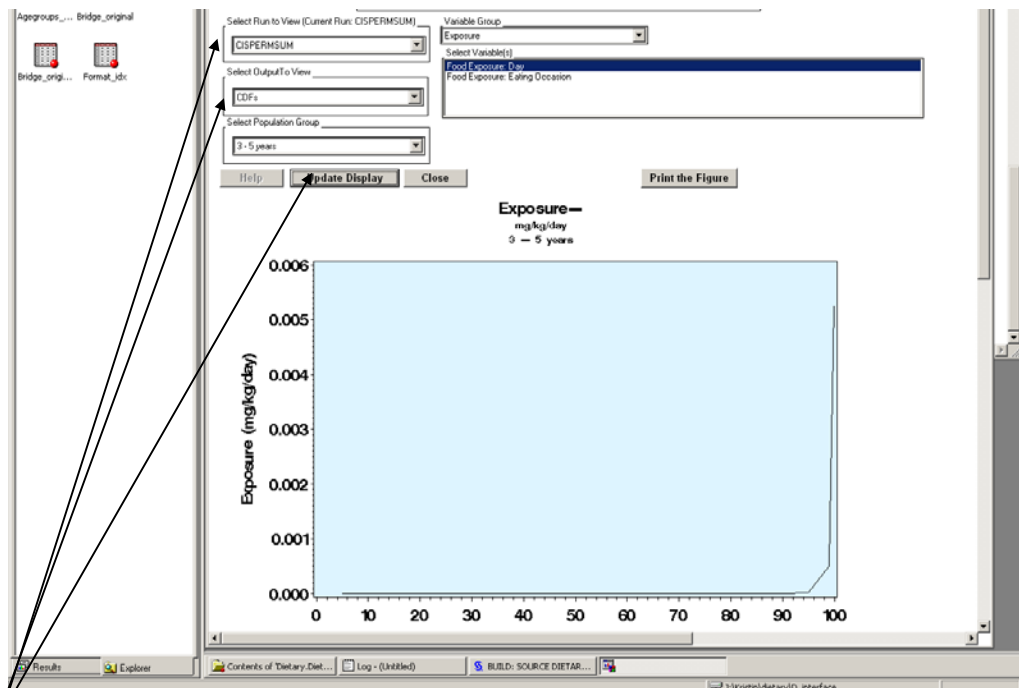 Agegroups_... Bridge_original
Bridge_origi... Format_idx
Select Run to View (Current Run: CISPERMSUM)
CISPERMSUM
Select OutputTo View
CDFs
Select Population Group
3 - 5 years
Variable Group
Exposure
Select Variable(s)
Food Exposure: Day
Food Exposure: Eating Occasion
Help Update Display Close Print the Figure
Exposure—
mg/kg/day
3 — 5 years
Exposure (mg/kg/day)
0.006
0.005
0.004
0.003
0.002
0.001
0.000
0 10 20 30 40 50 60 70 80 90 100
Results Explorer Contents of 'Dietary.Diet... Log - (Untitled) BUILD: SOURCE DIETAR...